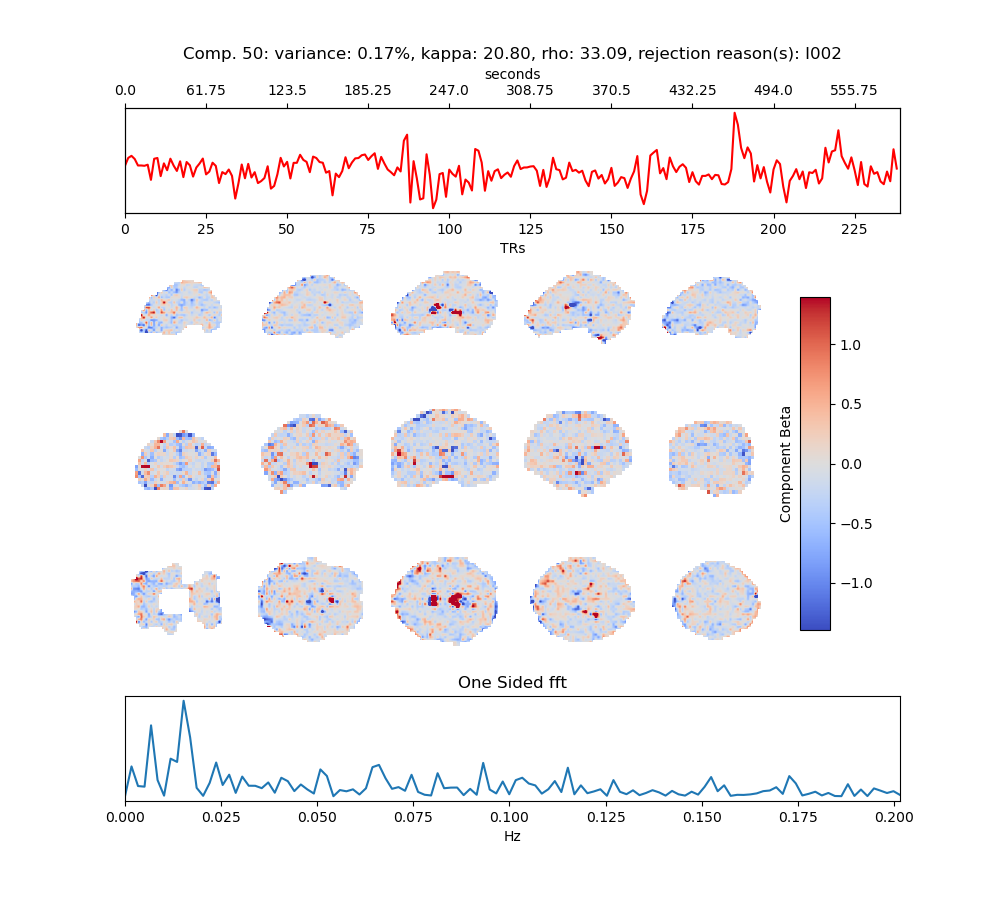 Comp. 50: variance: 0.17%, kappa: 20.80, rho: 33.09, rejection reason(s): I002
seconds
0.0 61.75 123.5 185.25 247.0 308.75 370.5 432.25 494.0 555.75
0 25 50 75 100 125 150 175 200 225
TRs
1.0
0.5
0.0
−0.5
−1.0
Component Beta
One Sided fft
0.000 0.025 0.050 0.075 0.100 0.125 0.150 0.175 0.200
Hz